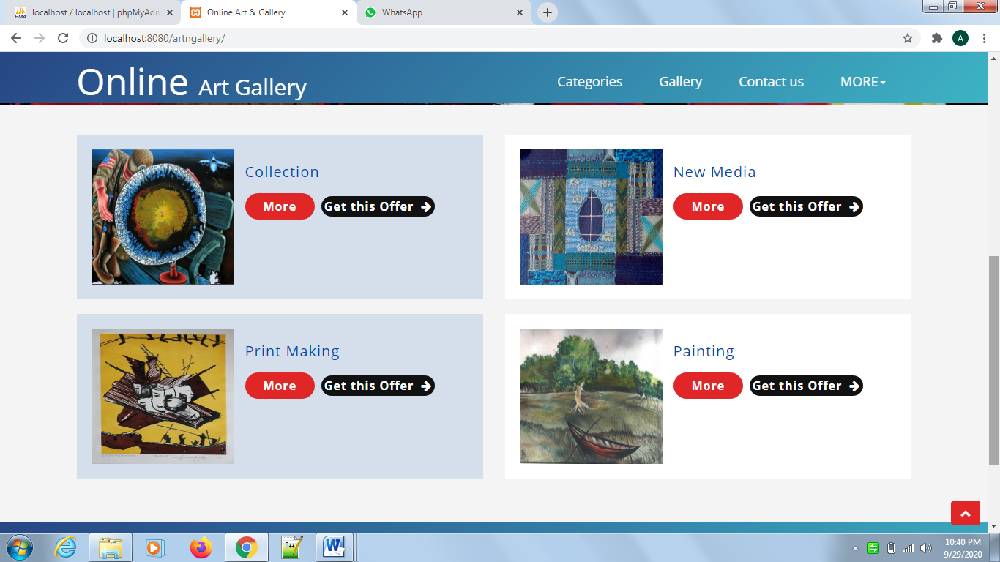 localhost / localhost | phpMyAdm
Online Art & Gallery
WhatsApp
localhost:8080/artngallery/
A
Online Art Gallery
Categories
Gallery
Contact us
MORE
Collection
More
Get this Offer
New Media
More
Get this Offer
Print Making
More
Get this Offer
Painting
More
Get this Offer
10:40 PM
9/29/2020